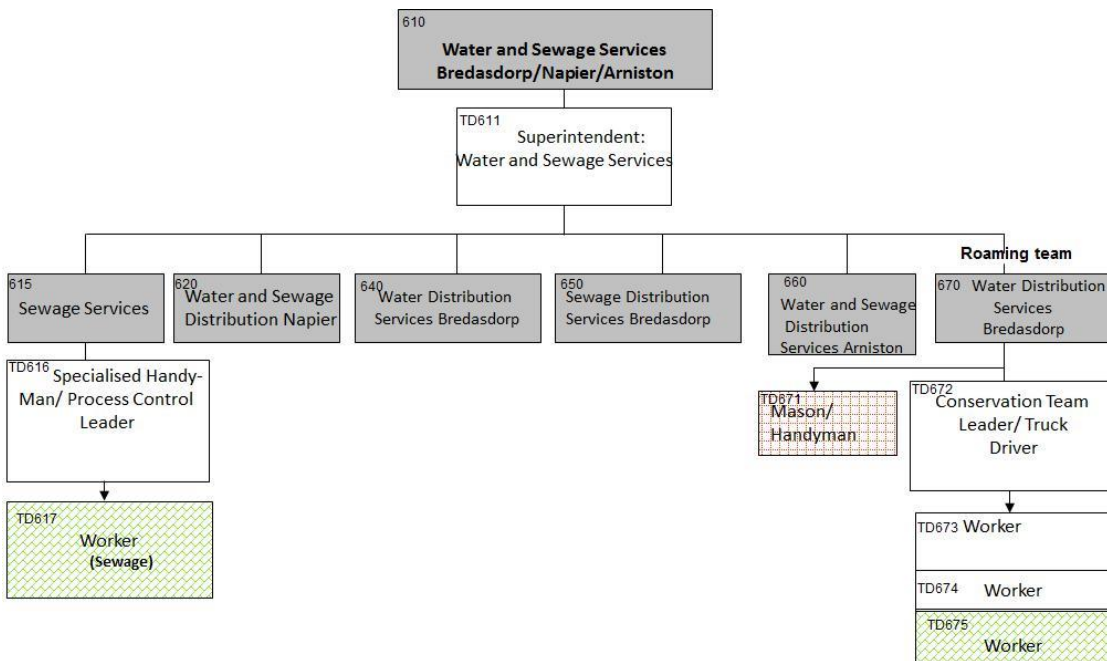 610
Water and Sewage Services
Bredasdorp/Napier/Arniston
TD611
Superintendent:
Water and Sewage Services
Roaming team
615
Sewage Services
620
Water and Sewage
Distribution Napier
640
Water Distribution
Services Bredasdorp
650
Sewage Distribution
Services Bredasdorp
660
Water and Sewage
Distribution
Services Arniston
670 Water Distribution
Services
Bredasdorp
TD616
Specialised Handy-
Man/ Process Control
Leader
TD617
Worker
(Sewage)
TD671
Mason/
Handyman
TD672
Conservation Team
Leader/ Truck
Driver
TD673 Worker
TD674 Worker
TD675
Worker